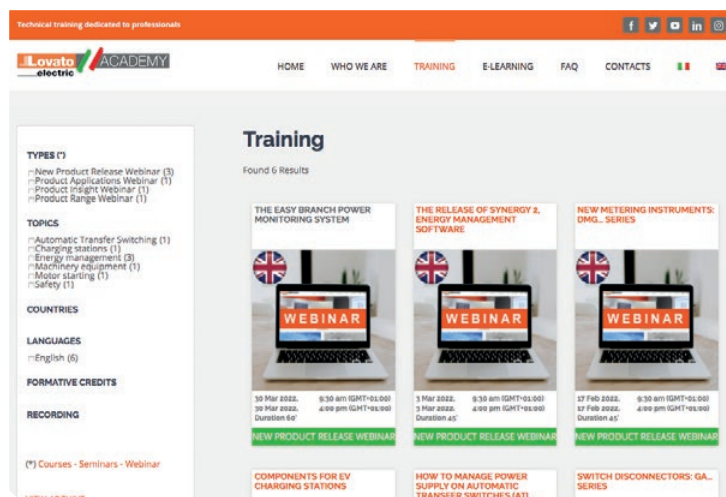 Technical training dedicated to professionals
Lovato electric ACADEMY
HOME WHO WE ARE TRAINING E-LEARNING FAQ CONTACTS
TYPES (*)
New Product Release Webinar (3)
Product Applications Webinar (1)
Product Insight Webinar (1)
Product Range Webinar (1)
TOPICS
Automatic Transfer Switching (1)
Charging stations (1)
Energy management (3)
Machinery equipment (1)
Motor starting (1)
Safety (1)
COUNTRIES
LANGUAGES
English (6)
FORMATIVE CREDITS
RECORDING
(*) Courses - Seminars - Webinar
Training
Found 6 Results
THE EASY BRANCH POWER
MONITORING SYSTEM
WEBINAR
30 Mar 2022. 9:30 am (GMT+01:00)
30 Mar 2022. 4:00 pm (GMT+01:00)
Duration 60'
NEW PRODUCT RELEASE WEBINAR
THE RELEASE OF SYNERGY 2,
ENERGY MANAGEMENT
SOFTWARE
WEBINAR
3 Mar 2022. 9:30 am (GMT+01:00)
3 Mar 2022. 4:00 pm (GMT+01:00)
Duration 45'
NEW PRODUCT RELEASE WEBINAR
NEW METERING INSTRUMENTS:
DMG... SERIES
WEBINAR
17 Feb 2022. 9:30 am (GMT+01:00)
17 Feb 2022. 4:00 pm (GMT+01:00)
Duration 45'
NEW PRODUCT RELEASE WEBINAR
COMPONENTS FOR EV
CHARGING STATIONS
HOW TO MANAGE POWER
SUPPLY ON AUTOMATIC
TRANSFER SWITCHES (AT)
SWITCH DISCONNECTORS: GA...
SERIES